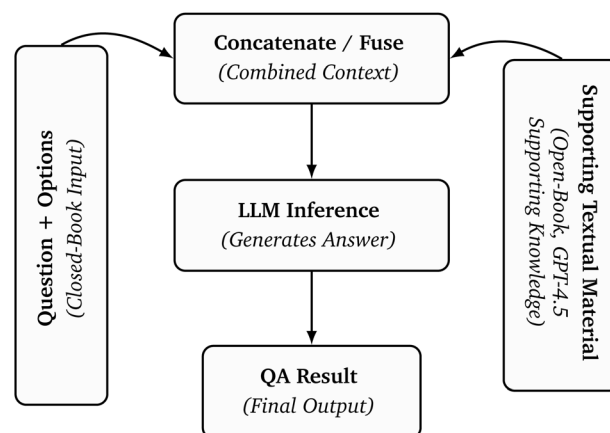 Concatenate / Fuse
(Combined Context)
Question + Options
(Closed-Book Input)
LLM Inference
(Generates Answer)
Supporting Textual Material
(Open-Book, GPT-4.5
Supporting Knowledge)
QA Result
(Final Output)